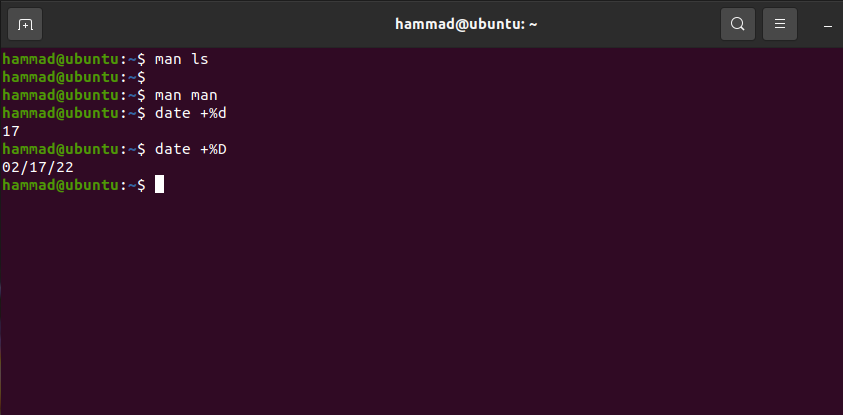 hammad@ubuntu: ~
hammad@ubuntu:~$ man ls
hammad@ubuntu:~$
hammad@ubuntu:~$ man man
hammad@ubuntu:~$ date +%d
17
hammad@ubuntu:~$ date +%D
02/17/22
hammad@ubuntu:~$